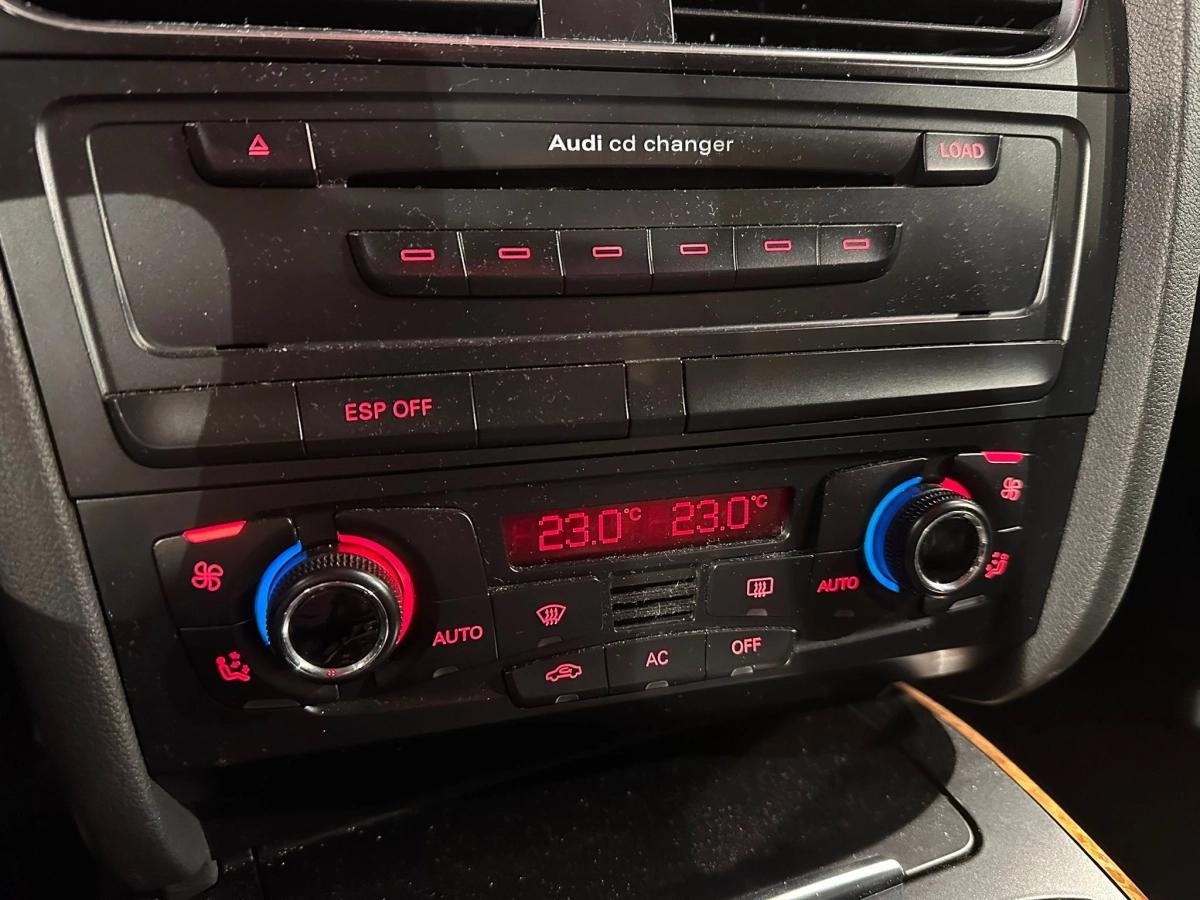 Audi cd changer
LOAD
ESP OFF
23.0°C 23.0°C
AUTO
AUTO
AC
OFF